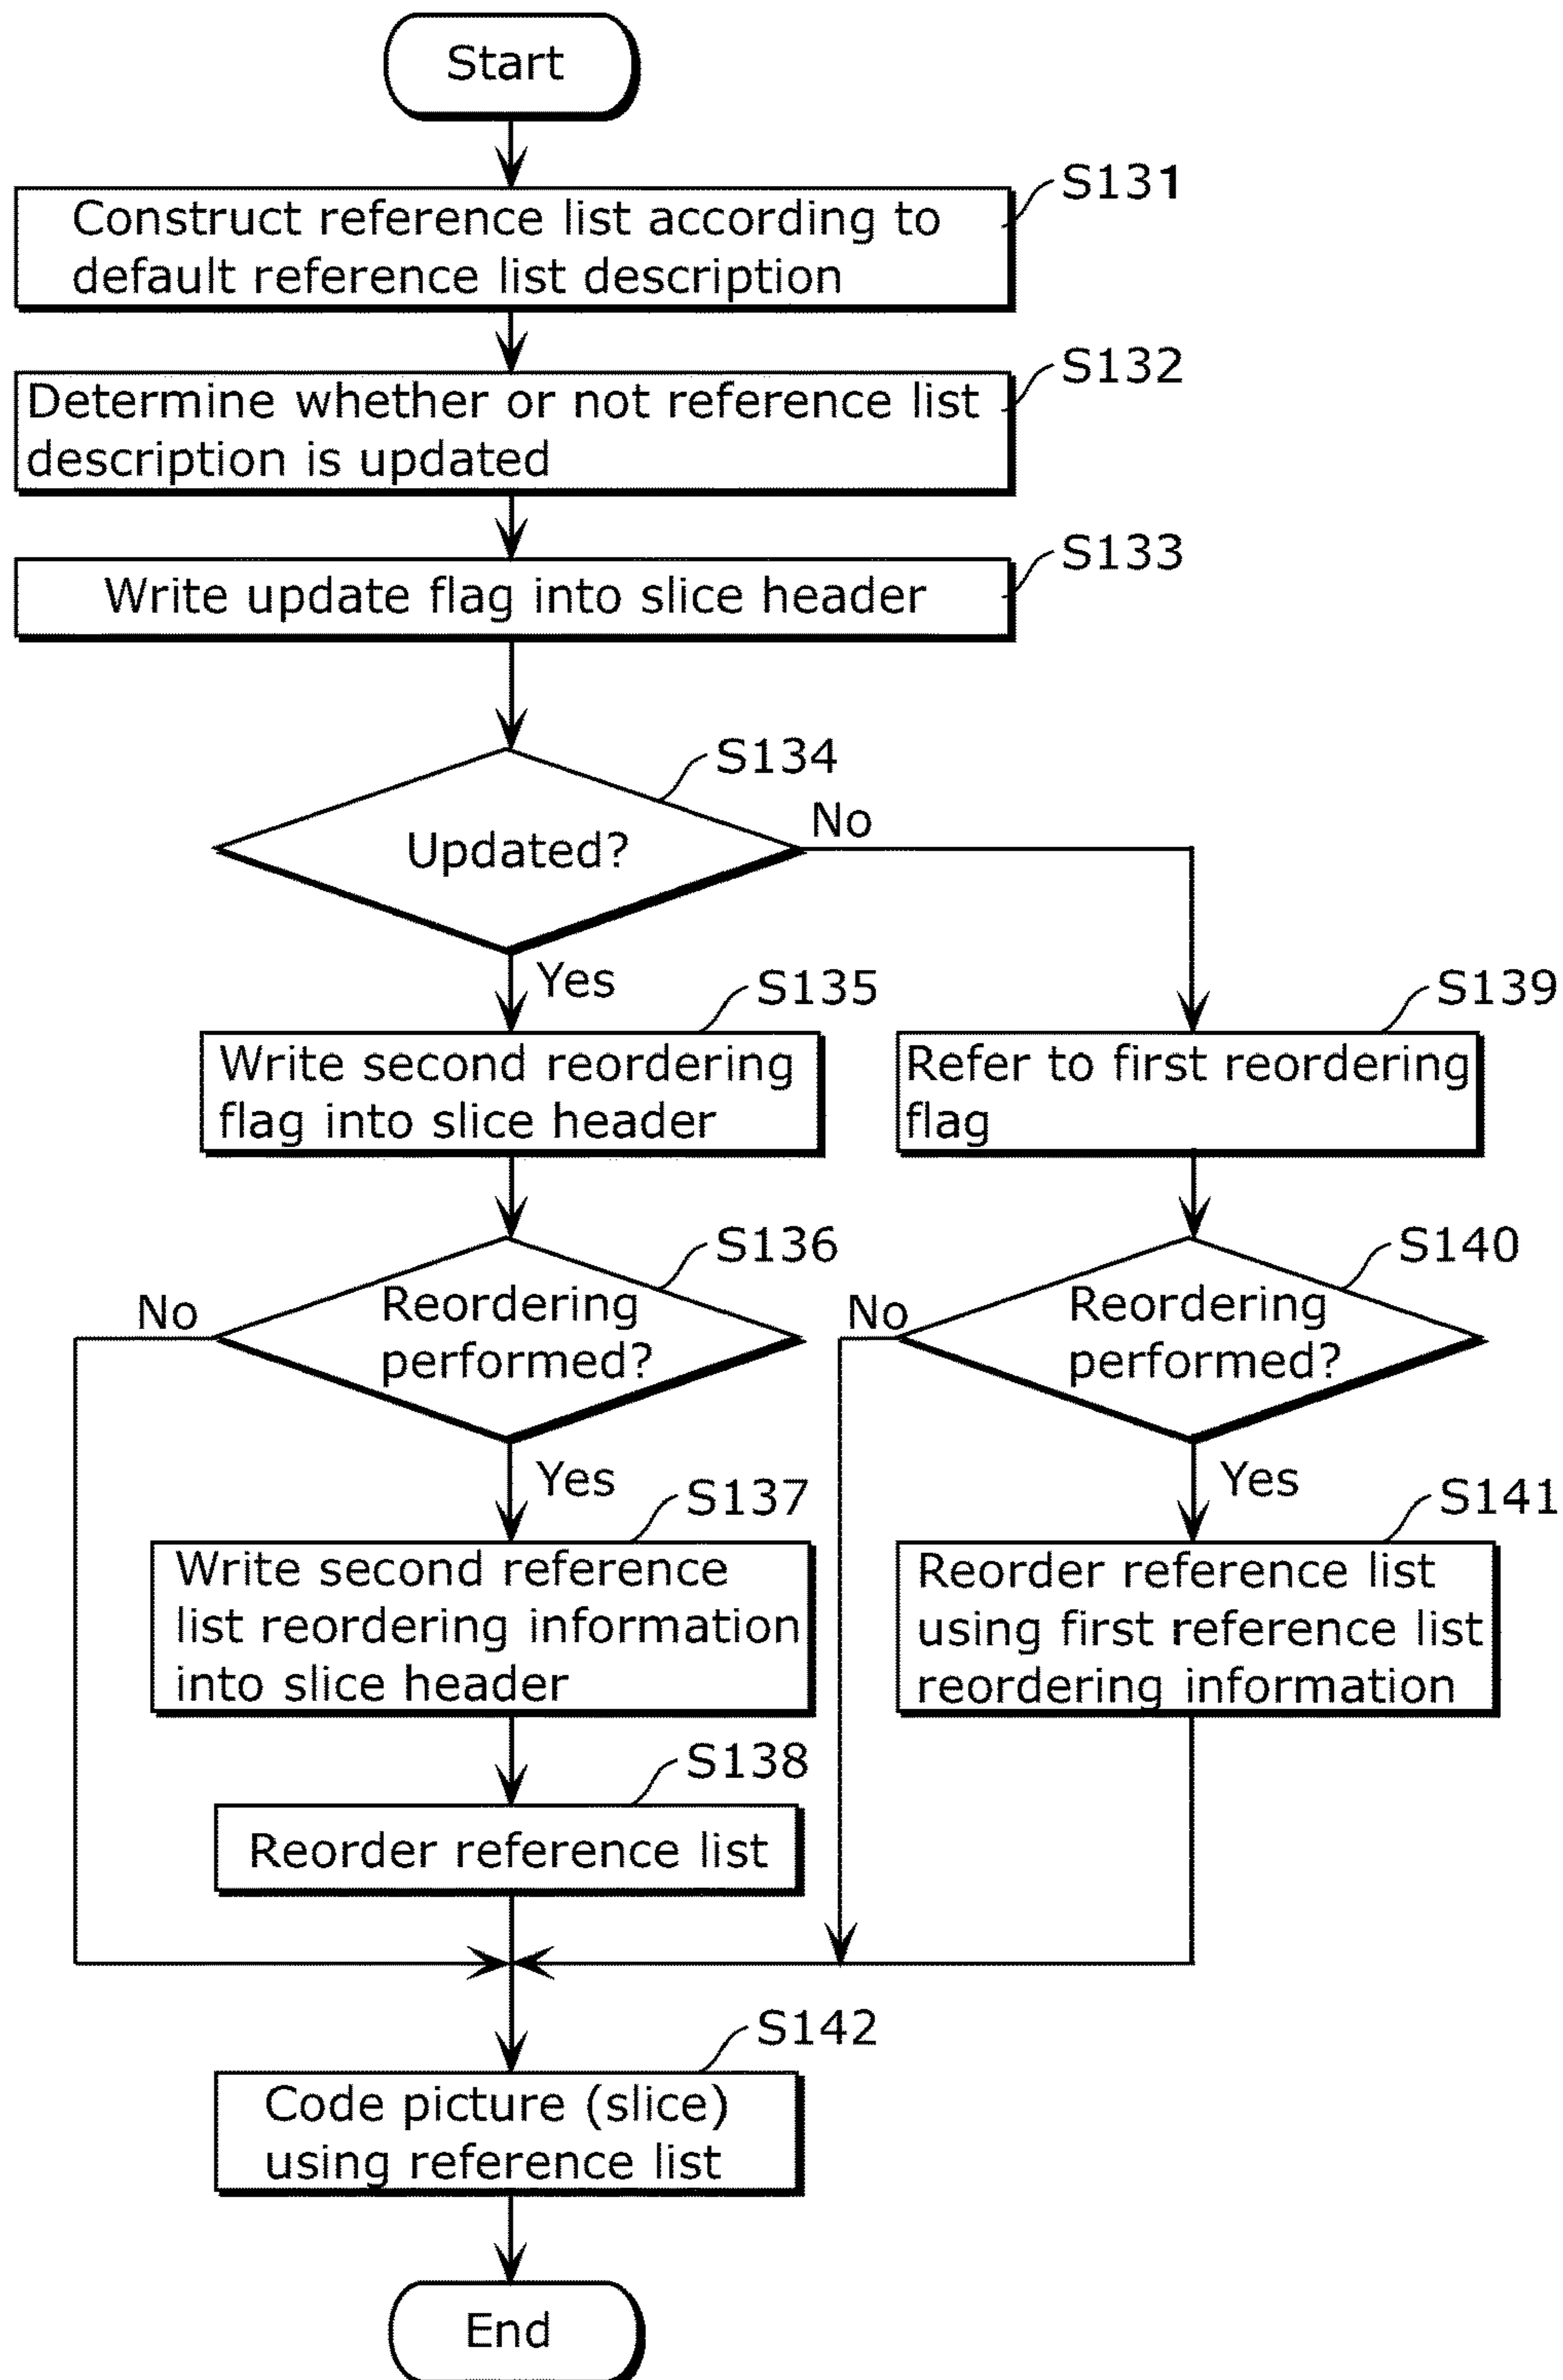 Start
S131
Construct reference list according to
default reference list description
S132
Determine whether or not reference list
description is updated
S133
Write update flag into slice header
S134
Updated?
No
Yes
S135
Write second reordering
flag into slice header
S139
Refer to first reordering
flag
S136
No
Reordering
performed?
Yes
S140
No
Reordering
performed?
Yes
S137
Write second reference
list reordering information
into slice header
S141
Reorder reference list
using first reference list
reordering information
S138
Reorder reference list
S142
Code picture (slice)
using reference list
End